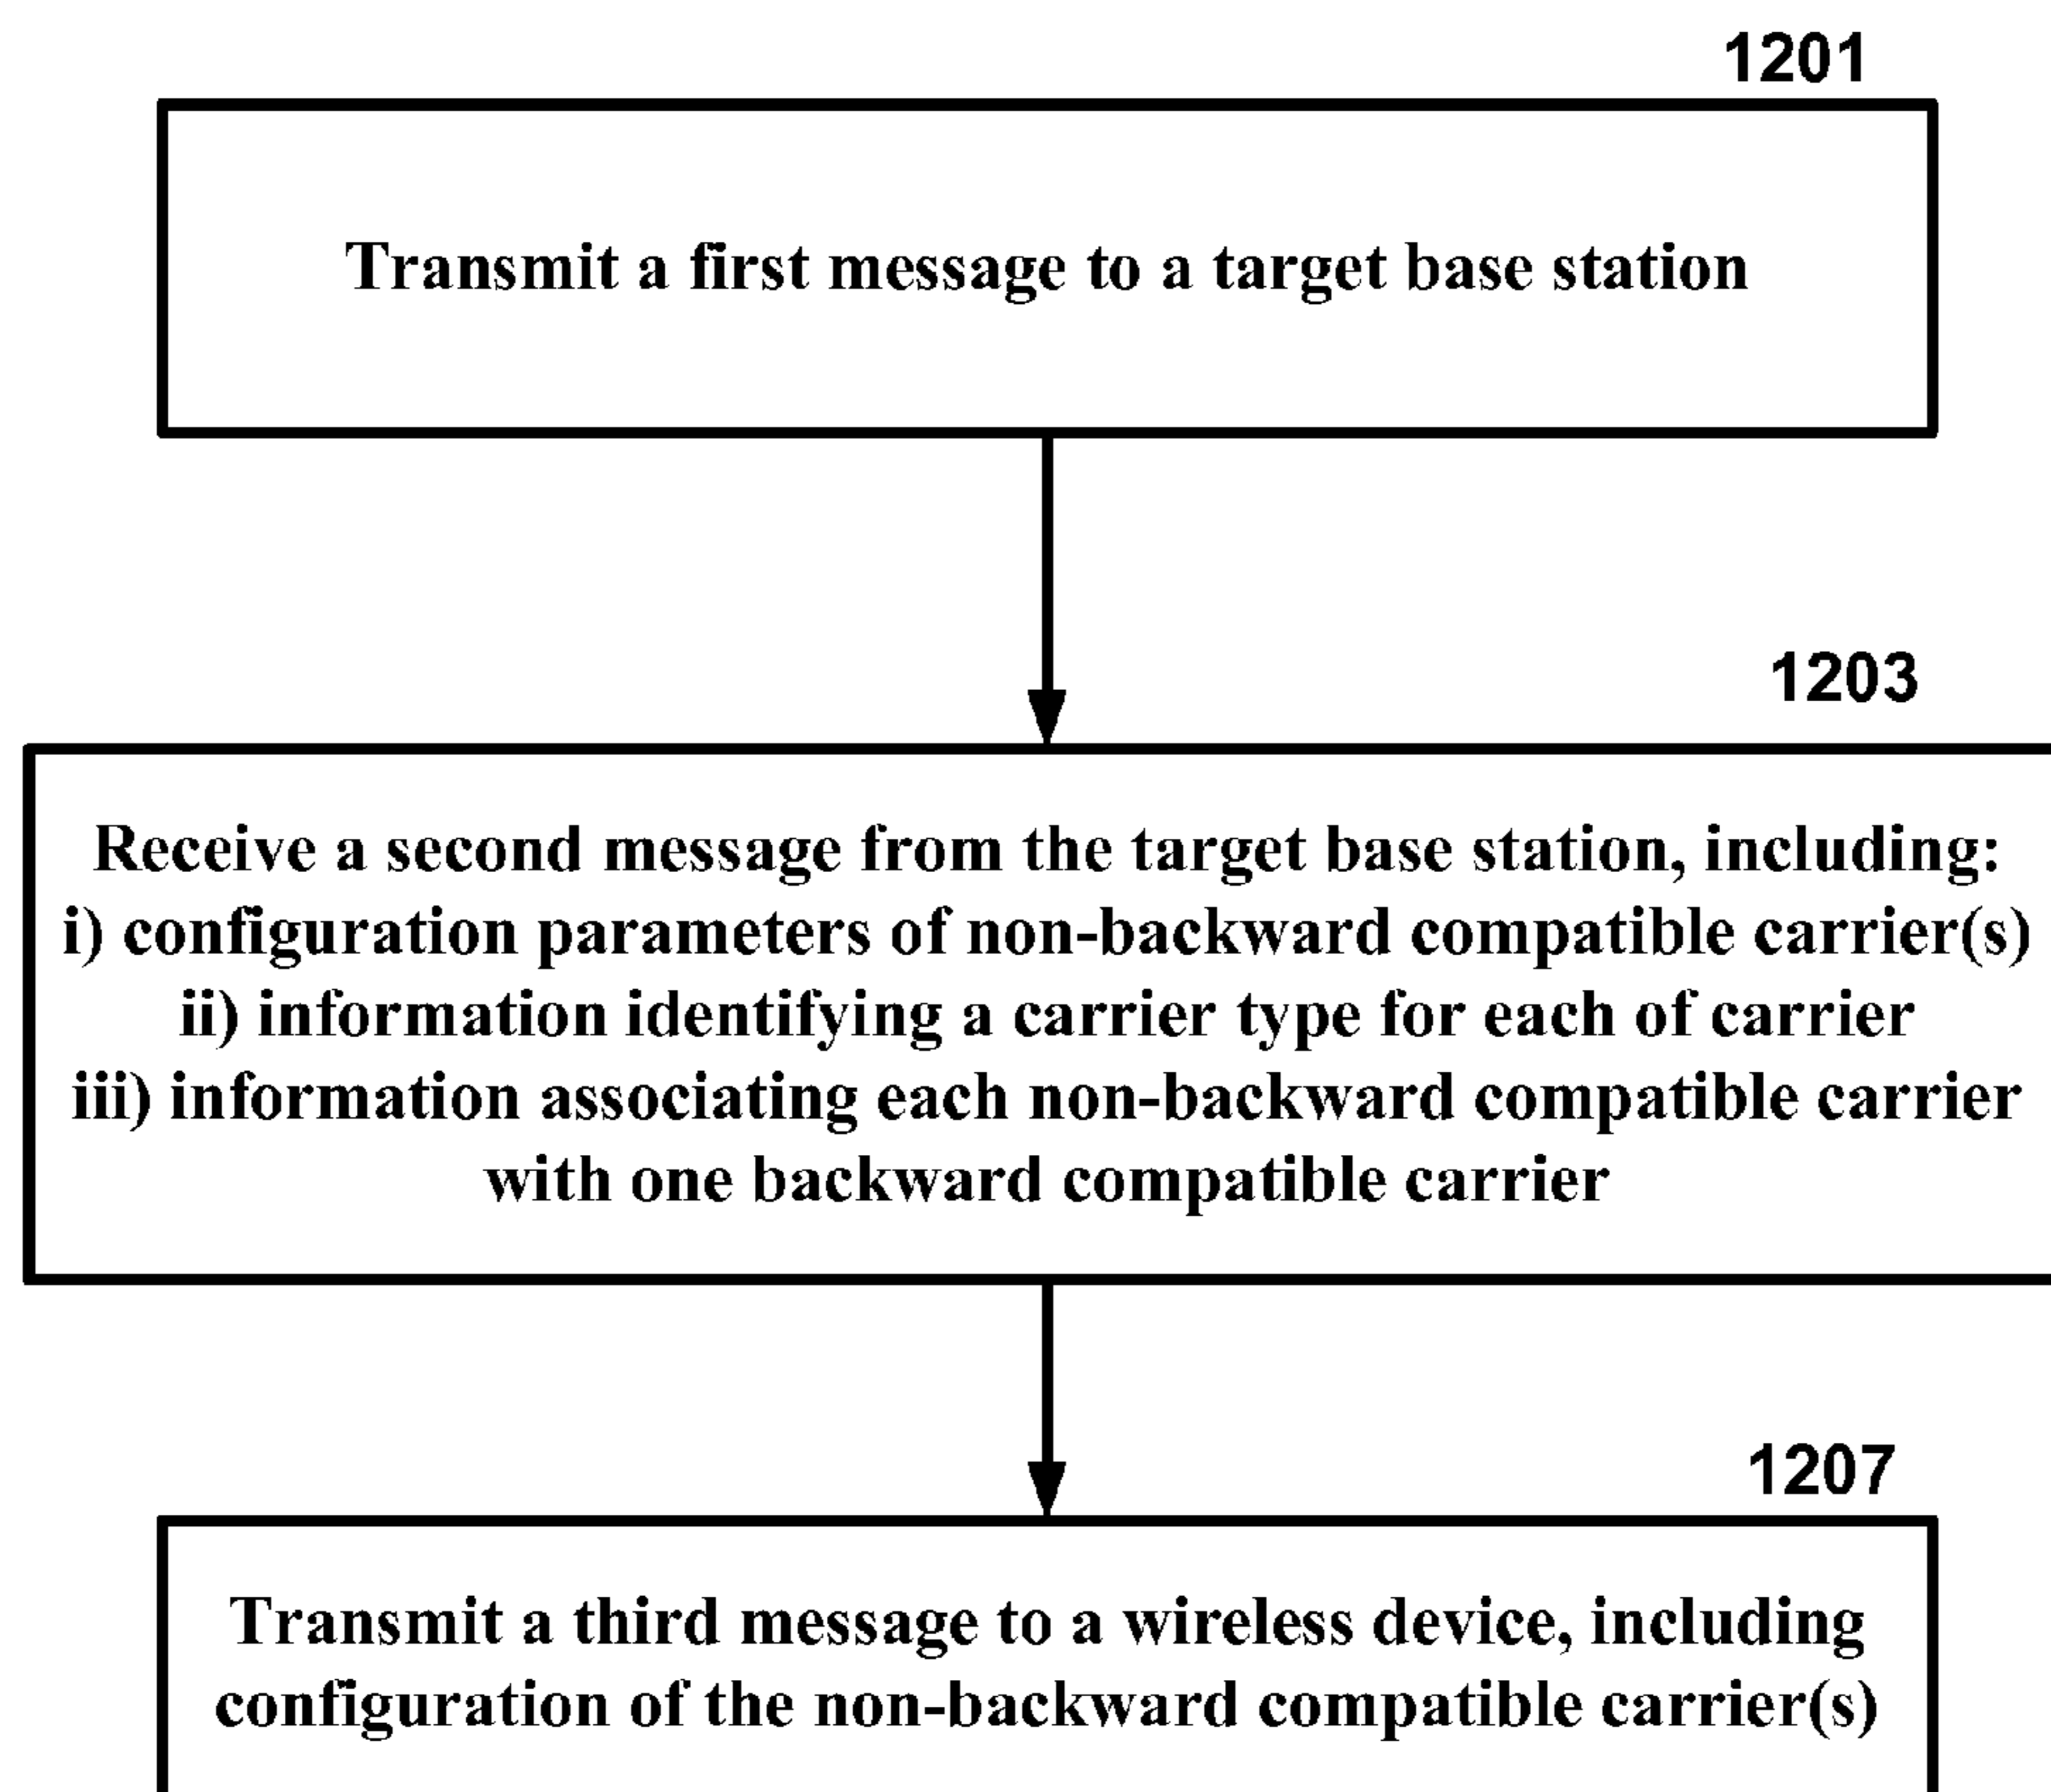 1201
Transmit a first message to a target base station
1203
Receive a second message from the target base station, including:
i) configuration parameters of non-backward compatible carrier(s)
ii) information identifying a carrier type for each of carrier
iii) information associating each non-backward compatible carrier
with one backward compatible carrier
1207
Transmit a third message to a wireless device, including
configuration of the non-backward compatible carrier(s)